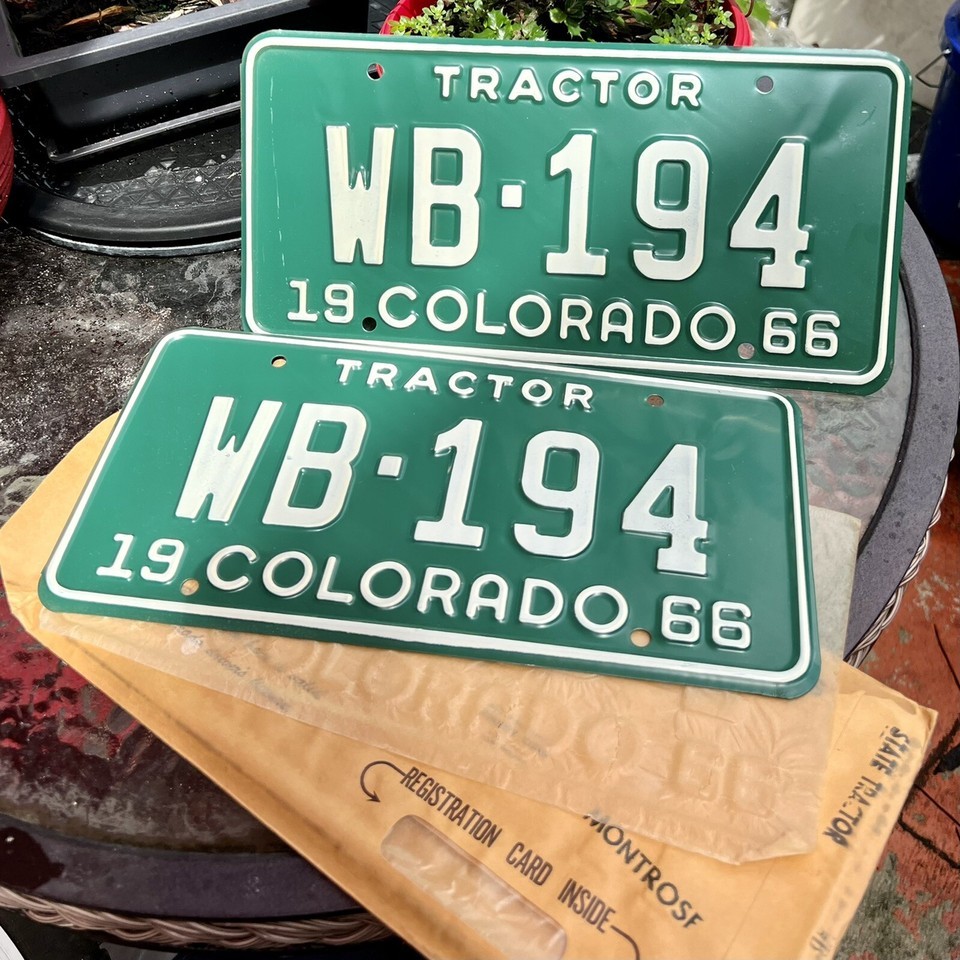 TRACTOR
WB·194
19 COLORADO 66
TRACTOR
WB·194
19 COLORADO 66
REGISTRATION CARD INSIDE
MONTROSE
STATE TRACTOR